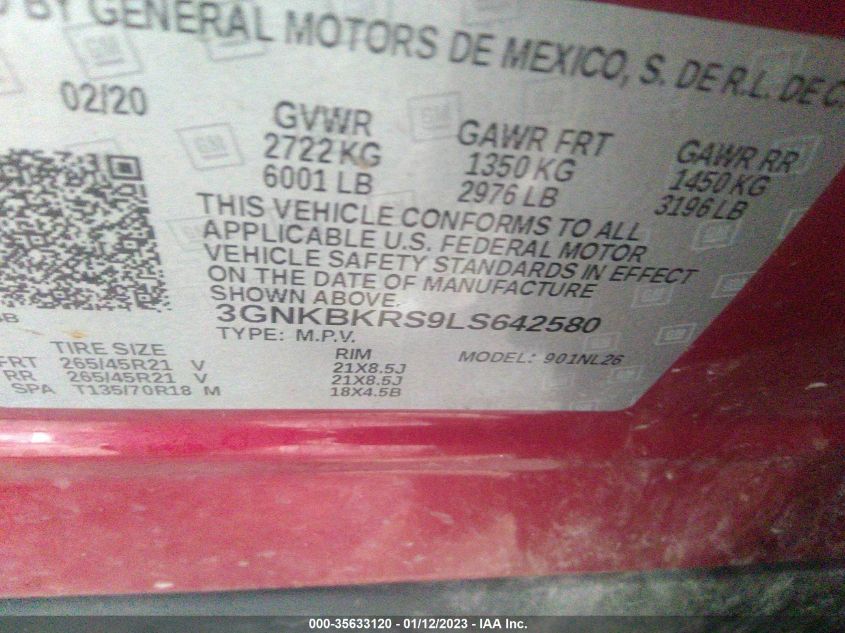 BY GENERAL MOTORS DE MEXICO, S. DE R.L. DE C.
02/20
GVWR
2722 KG
6001 LB
GAWR FRT
1350 KG
2976 LB
GAWR RR
1450 KG
3196 LB
THIS VEHICLE CONFORMS TO ALL
APPLICABLE U.S. FEDERAL MOTOR
VEHICLE SAFETY STANDARDS IN EFFECT
ON THE DATE OF MANUFACTURE
SHOWN ABOVE.
3GNKBKRS9LS642580
TYPE: M.P.V. MODEL: 901NL26
TIRE SIZE RIM
FRT 265/45R21 V 21X8.5J
RR 265/45R21 V 21X8.5J
SPA T135/70R18 M 18X4.5B
000-35633120 - 01/12/2023 - IAA Inc.